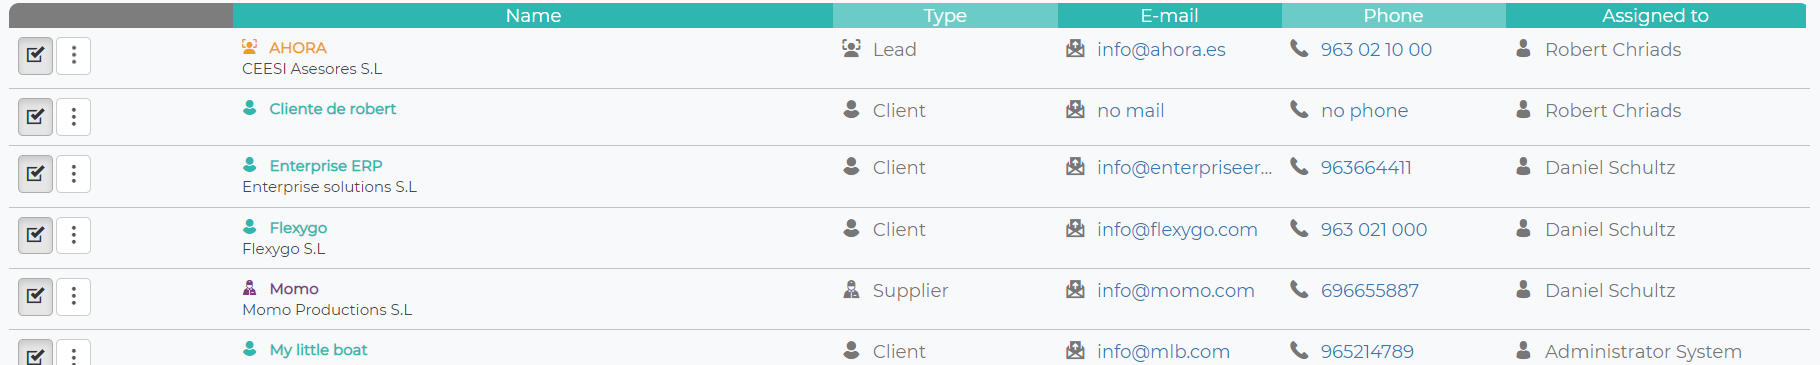 Name Type E-mail Phone Assigned to
AHORA Lead info@ahora.es 963 02 10 00 Robert Chriads
CEESI Asesores S.L
Cliente de robert Client no mail no phone Robert Chriads
Enterprise ERP Client info@enterpriseer... 963664411 Daniel Schultz
Enterprise solutions S.L
Flexygo Client info@flexygo.com 963 021 000 Daniel Schultz
Flexygo S.L
Momo Supplier info@momo.com 696655887 Daniel Schultz
Momo Productions S.L
My little boat Client info@mlb.com 965214789 Administrator System